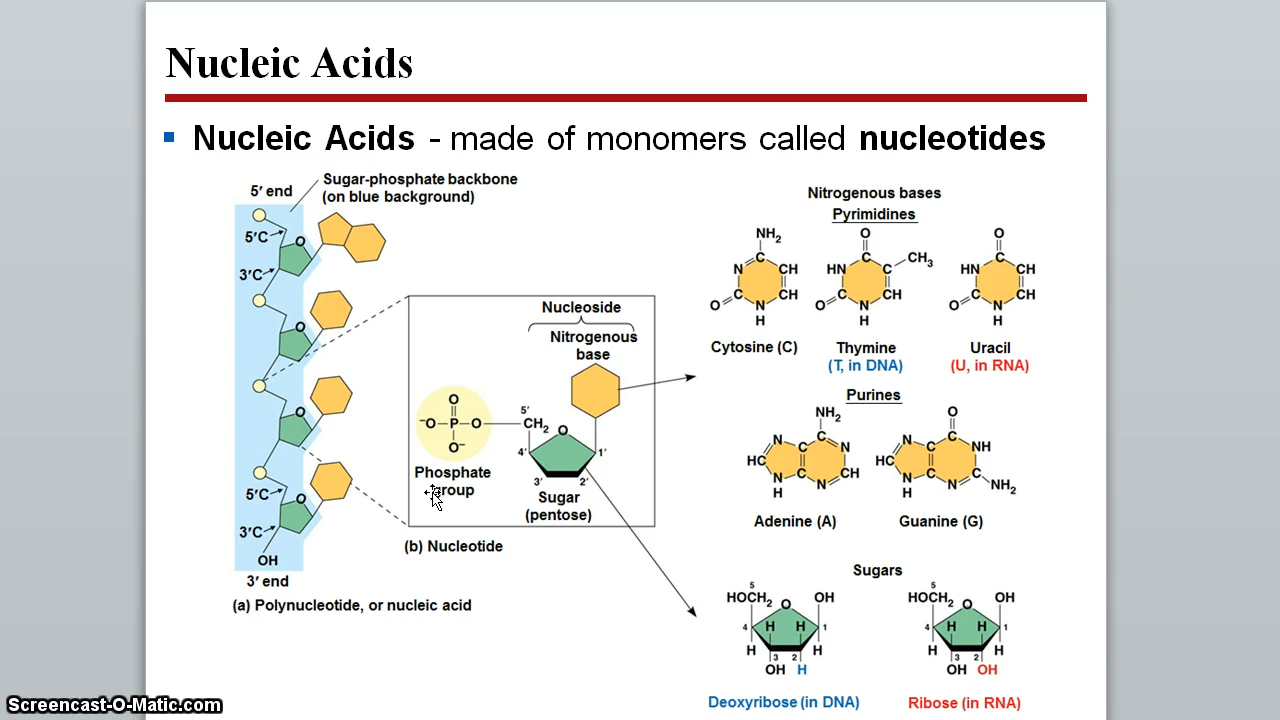 Nucleic Acids
▪ Nucleic Acids - made of monomers called nucleotides
5′ end
Sugar-phosphate backbone
(on blue background)
5′C
O
3′C
O
O
5′C
O
3′C
OH
3′ end
(a) Polynucleotide, or nucleic acid
Nucleoside
Nitrogenous
base
O
⁻O P O
O⁻
5′
CH₂
O
4′
1′
3′
2′
Phosphate
group
Sugar
(pentose)
(b) Nucleotide
Nitrogenous bases
Pyrimidines
NH₂
C
N
CH
C
CH
O
N
H
Cytosine (C)
O
C
HN
C
CH₃
C
CH
O
N
H
Thymine
(T, in DNA)
O
C
HN
CH
C
CH
O
N
H
Uracil
(U, in RNA)
Purines
NH₂
N
C
C
N
HC
N
C
N
CH
H
Adenine (A)
O
N
C
C
NH
HC
N
C
N
C
NH₂
H
Guanine (G)
Sugars
5
HOCH₂
O
OH
4
H
H
1
H
3
2
H
OH
H
Deoxyribose (in DNA)
5
HOCH₂
O
OH
4
H
H
1
H
3
2
H
OH
OH
Ribose (in RNA)
Screencast-O-Matic.com